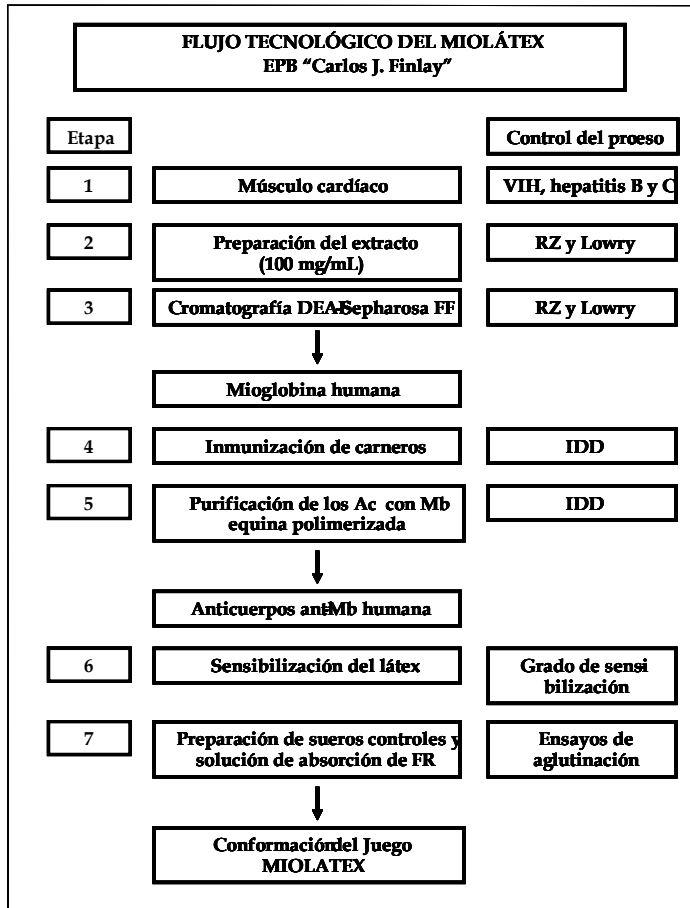 FLUJO TECNOLÓGICO DEL MIOLÁTEX
EPB “Carlos J. Finlay”
Etapa
Control del proeso
1
Músculo cardíaco
VIH, hepatitis B y C
2
Preparación del extracto
(100 mg/mL)
RZ y Lowry
3
Cromatografía DEAE-Sepharosa FF
RZ y Lowry
Mioglobina humana
4
Inmunización de carneros
IDD
5
Purificación de los Ac con Mb
equina polimerizada
IDD
Anticuerpos anti-Mb humana
6
Sensibilización del látex
Grado de sensi
bilización
7
Preparación de sueros controles y
solución de absorción de FR
Ensayos de
aglutinación
Conformación del Juego
MIOLATEX